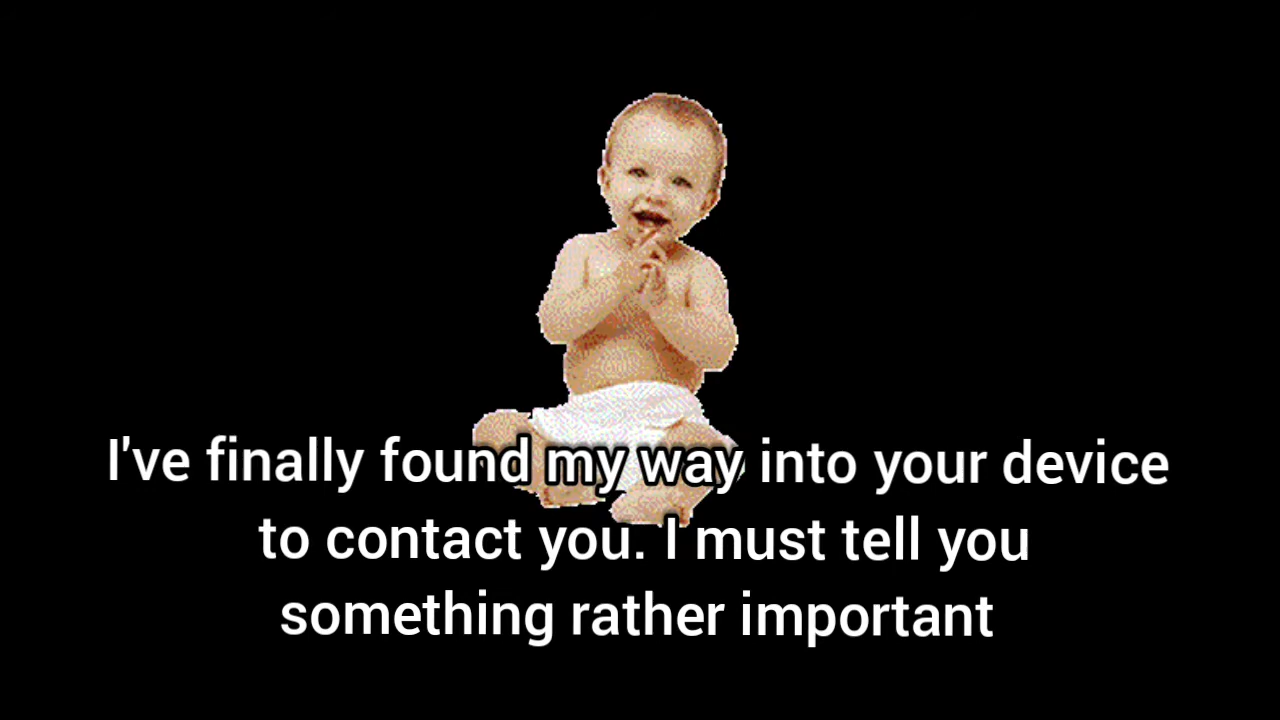 I've finally found my way into your device
to contact you. I must tell you
something rather important